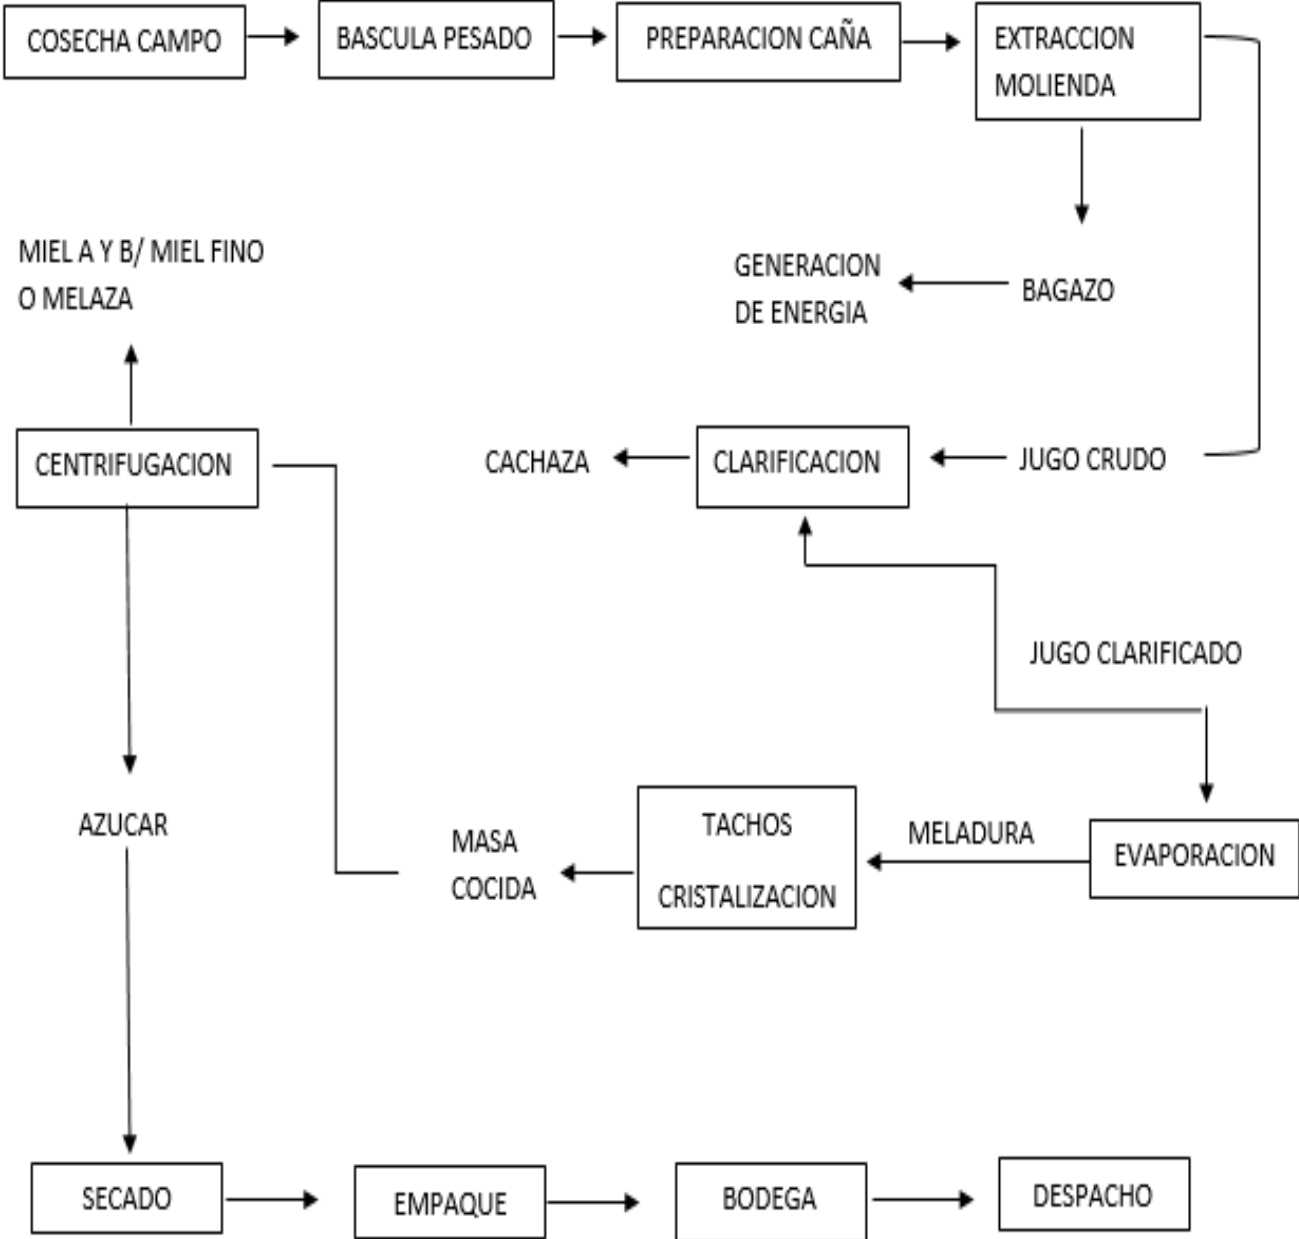 COSECHA CAMPO
BASCULA PESADO
PREPARACION CAÑA
EXTRACCION
MOLIENDA
MIEL A Y B/ MIEL FINO
O MELAZA
GENERACION
DE ENERGIA
BAGAZO
CENTRIFUGACION
CACHAZA
CLARIFICACION
JUGO CRUDO
JUGO CLARIFICADO
AZUCAR
MASA
COCIDA
TACHOS
CRISTALIZACION
MELADURA
EVAPORACION
SECADO
EMPAQUE
BODEGA
DESPACHO